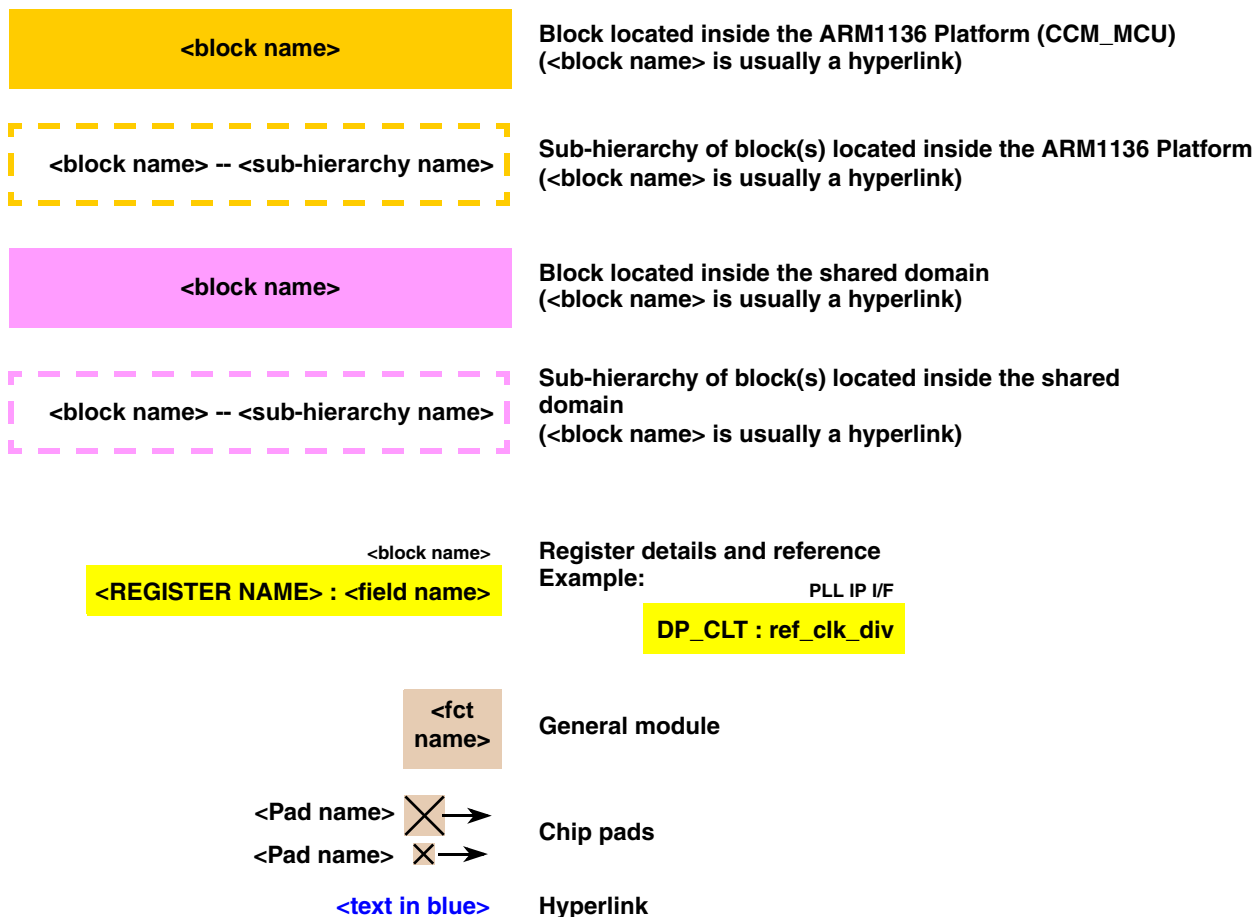 <block name>
Block located inside the ARM1136 Platform (CCM_MCU)
(<block name> is usually a hyperlink)
<block name> -- <sub-hierarchy name>
Sub-hierarchy of block(s) located inside the ARM1136 Platform
(<block name> is usually a hyperlink)
<block name>
Block located inside the shared domain
(<block name> is usually a hyperlink)
<block name> -- <sub-hierarchy name>
Sub-hierarchy of block(s) located inside the shared
domain
(<block name> is usually a hyperlink)
<block name>
<REGISTER NAME> : <field name>
Register details and reference
Example:
PLL IP I/F
DP_CLT : ref_clk_div
<fct
name>
General module
<Pad name>
<Pad name>
Chip pads
<text in blue>
Hyperlink